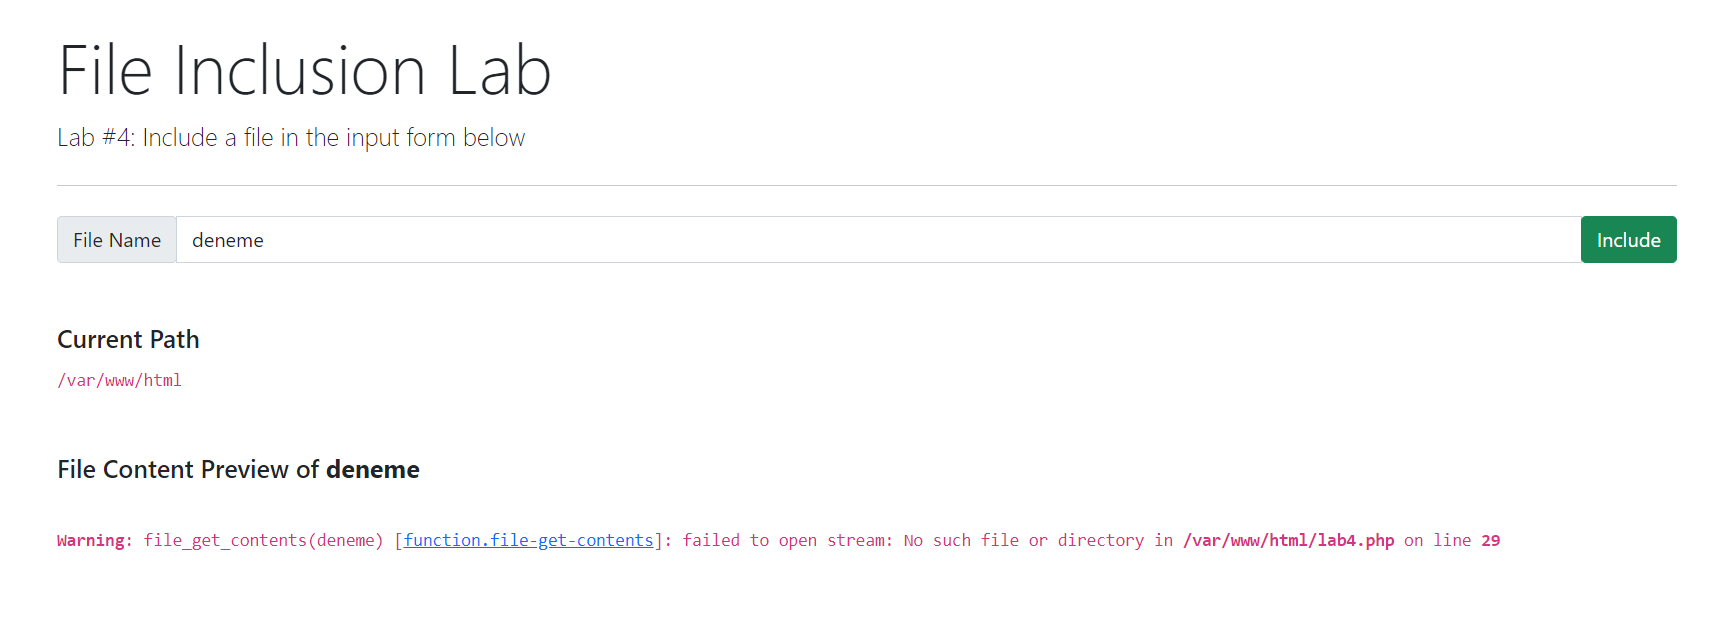 File Inclusion Lab
Lab #4: Include a file in the input form below
File Name deneme Include
Current Path
/var/www/html
File Content Preview of deneme
Warning: file_get_contents(deneme) [function.file-get-contents]: failed to open stream: No such file or directory in /var/www/html/lab4.php on line 29